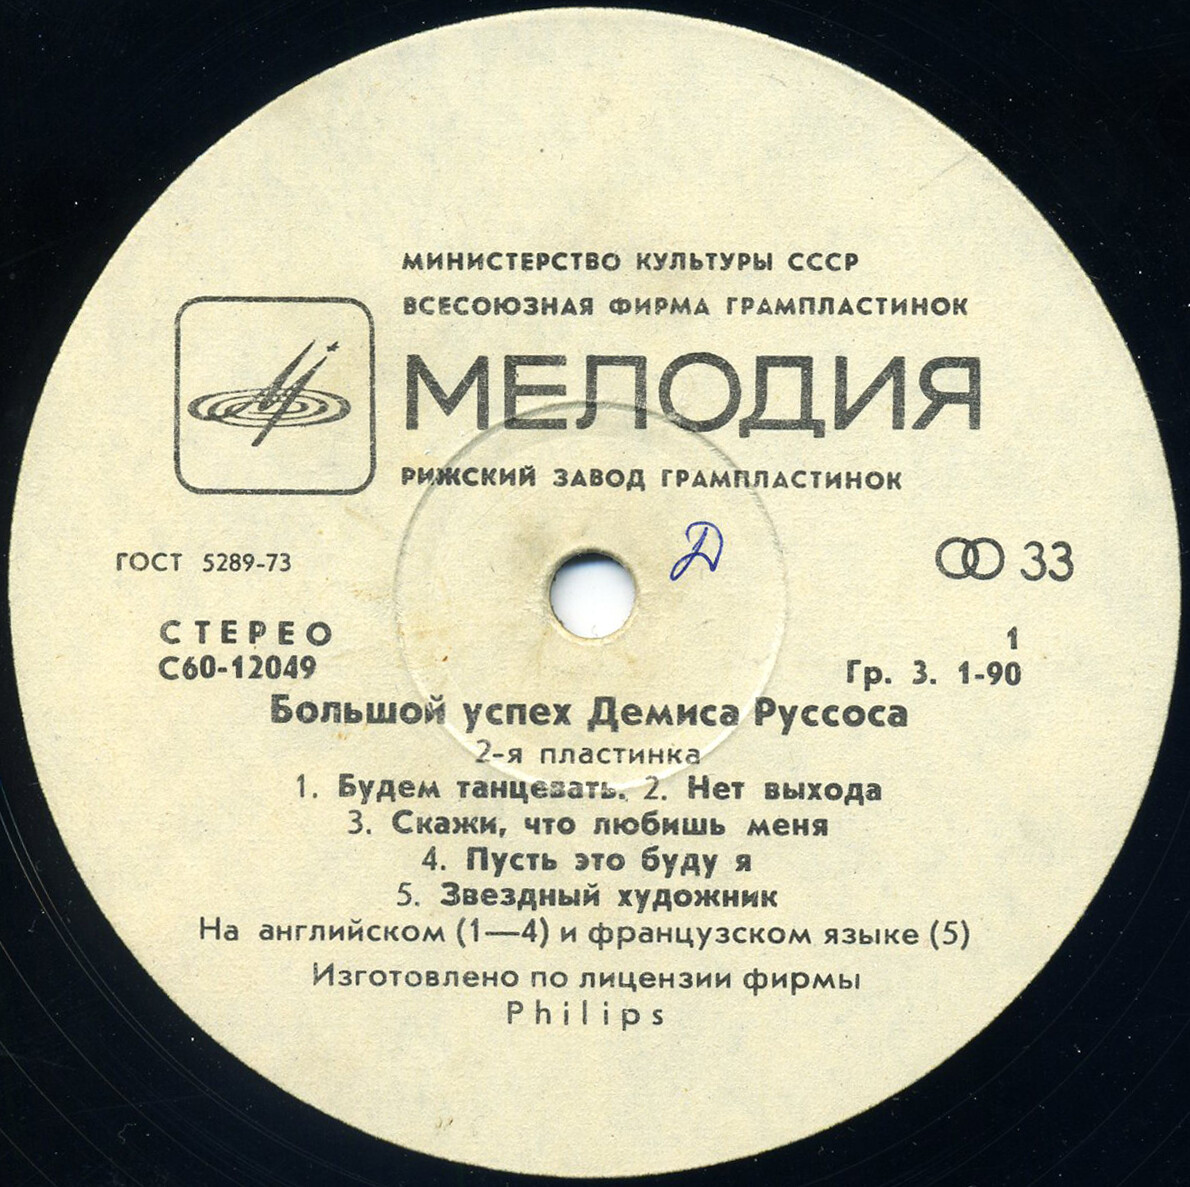 МИНИСТЕРСТВО КУЛЬТУРЫ СССР
ВСЕСОЮЗНАЯ ФИРМА ГРАМПЛАСТИНОК
МЕЛОДИЯ
РИЖСКИЙ ЗАВОД ГРАМПЛАСТИНОК
Д
ГОСТ 5289-73
33
СТЕРЕО
1
С60-12049
Гр. 3. 1-90
Большой успех Демиса Руссоса
2-я пластинка
1. Будем танцевать. 2. Нет выхода
3. Скажи, что любишь меня
4. Пусть это буду я
5. Звездный художник
На английском (1—4) и французском языке (5)
Изготовлено по лицензии фирмы
Philips